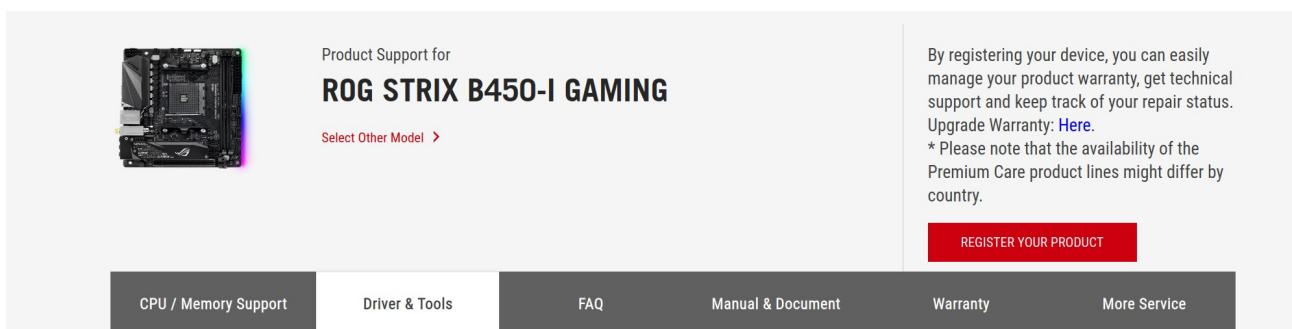 Product Support for
ROG STRIX B450-I GAMING
Select Other Model >
By registering your device, you can easily
manage your product warranty, get technical
support and keep track of your repair status.
Upgrade Warranty: Here.
* Please note that the availability of the
Premium Care product lines might differ by
country.
REGISTER YOUR PRODUCT
CPU / Memory Support
Driver & Tools
FAQ
Manual & Document
Warranty
More Service